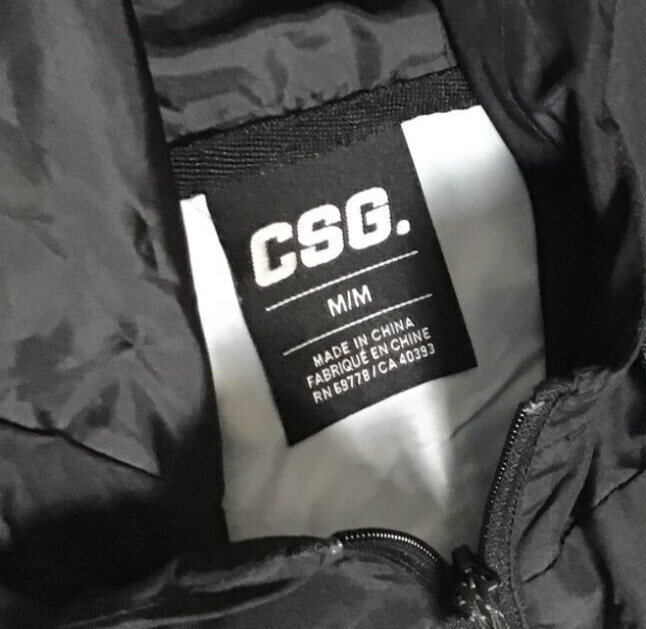 CSG.
M/M
MADE IN CHINA
FABRIQUÉ EN CHINE
RN 69778 / CA 40393